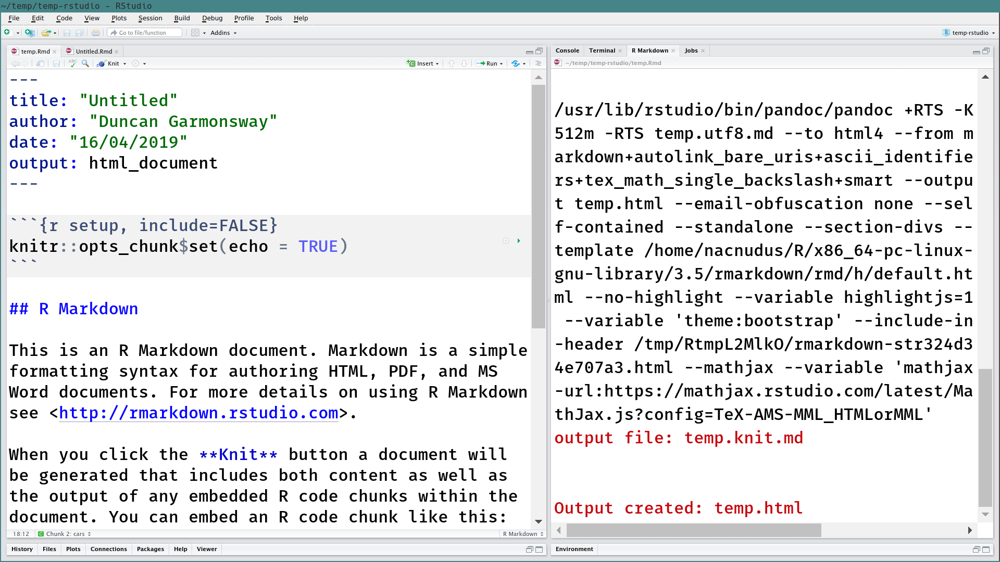 ~/temp/temp-rstudio - RStudio
File Edit Code View Plots Session Build Debug Profile Tools Help
Go to file/function Addins temp-rstudio
temp.Rmd Untitled.Rmd
ABC Knit Insert Run
---
title: "Untitled"
author: "Duncan Garmonsway"
date: "16/04/2019"
output: html_document
---
```{r setup, include=FALSE}
knitr::opts_chunk$set(echo = TRUE)
```
## R Markdown
This is an R Markdown document. Markdown is a simple
formatting syntax for authoring HTML, PDF, and MS
Word documents. For more details on using R Markdown
see <http://rmarkdown.rstudio.com>.
When you click the **Knit** button a document will
be generated that includes both content as well as
the output of any embedded R code chunks within the
document. You can embed an R code chunk like this:
18:12 C Chunk 2: cars R Markdown
History Files Plots Connections Packages Help Viewer
Console Terminal R Markdown Jobs
~/temp/temp-rstudio/temp.Rmd
/usr/lib/rstudio/bin/pandoc/pandoc +RTS -K
512m -RTS temp.utf8.md --to html4 --from m
arkdown+autolink_bare_uris+ascii_identifie
rs+tex_math_single_backslash+smart --outpu
t temp.html --email-obfuscation none --sel
f-contained --standalone --section-divs --
template /home/nacnudus/R/x86_64-pc-linux-
gnu-library/3.5/rmarkdown/rmd/h/default.ht
ml --no-highlight --variable highlightjs=1
 --variable 'theme:bootstrap' --include-in
-header /tmp/RtmpL2MlkO/rmarkdown-str324d3
4e707a3.html --mathjax --variable 'mathjax
-url:https://mathjax.rstudio.com/latest/Ma
thJax.js?config=TeX-AMS-MML_HTMLorMML'
output file: temp.knit.md
Output created: temp.html
Environment